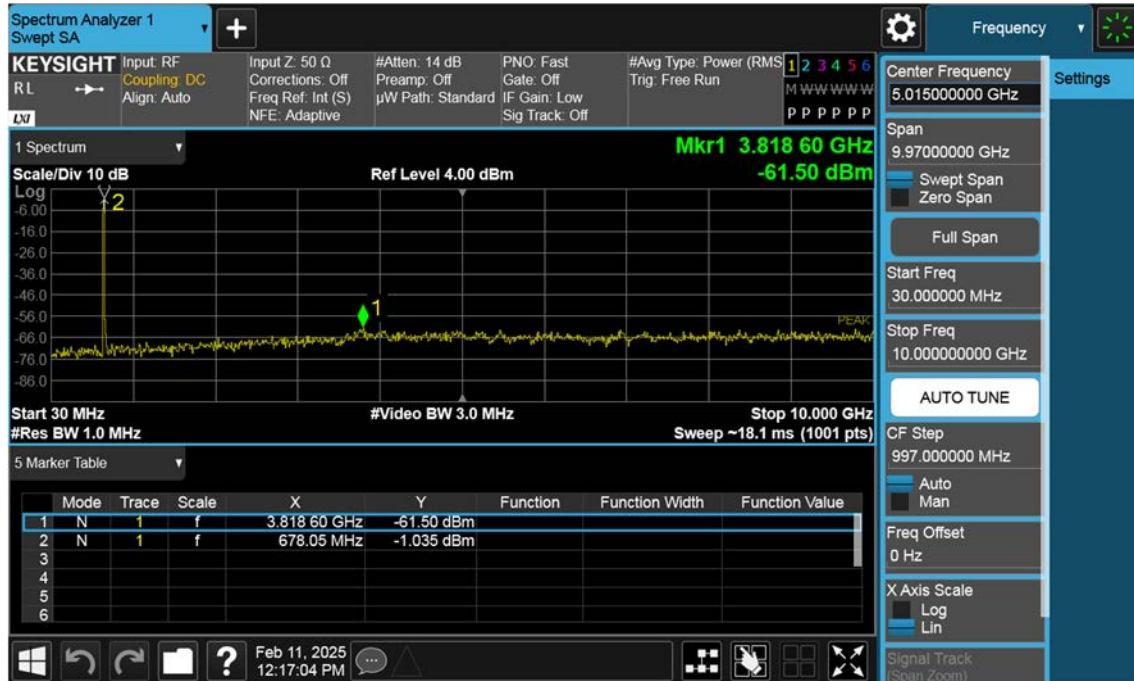 Spectrum Analyzer 1
Swept SA
Frequency
KEYSIGHT
RL
LXI
Input: RF
Coupling: DC
Align: Auto
Input Z: 50 Ω
Corrections: Off
Freq Ref: Int (S)
NFE: Adaptive
#Atten: 14 dB
Preamp: Off
µW Path: Standard
PNO: Fast
Gate: Off
IF Gain: Low
Sig Track: Off
#Avg Type: Power (RMS
Trig: Free Run
1 2 3 4 5 6
M W W W W W
P P P P P P
1 Spectrum
Scale/Div 10 dB
Ref Level 4.00 dBm
Mkr1 3.818 60 GHz
-61.50 dBm
Log
-6.00
-16.0
-26.0
-36.0
-46.0
-56.0
-66.0
-76.0
-86.0
2
1
PEAK
Start 30 MHz
#Video BW 3.0 MHz
Stop 10.000 GHz
#Res BW 1.0 MHz
Sweep ~18.1 ms (1001 pts)
5 Marker Table
Mode Trace Scale X Y Function Function Width Function Value
1 N 1 f 3.818 60 GHz -61.50 dBm
2 N 1 f 678.05 MHz -1.035 dBm
3
4
5
6
Feb 11, 2025
12:17:04 PM
Center Frequency
5.015000000 GHz
Settings
Span
9.97000000 GHz
Swept Span
Zero Span
Full Span
Start Freq
30.000000 MHz
Stop Freq
10.000000000 GHz
AUTO TUNE
CF Step
997.000000 MHz
Auto
Man
Freq Offset
0 Hz
X Axis Scale
Log
Lin
Signal Track
(Span Zoom)